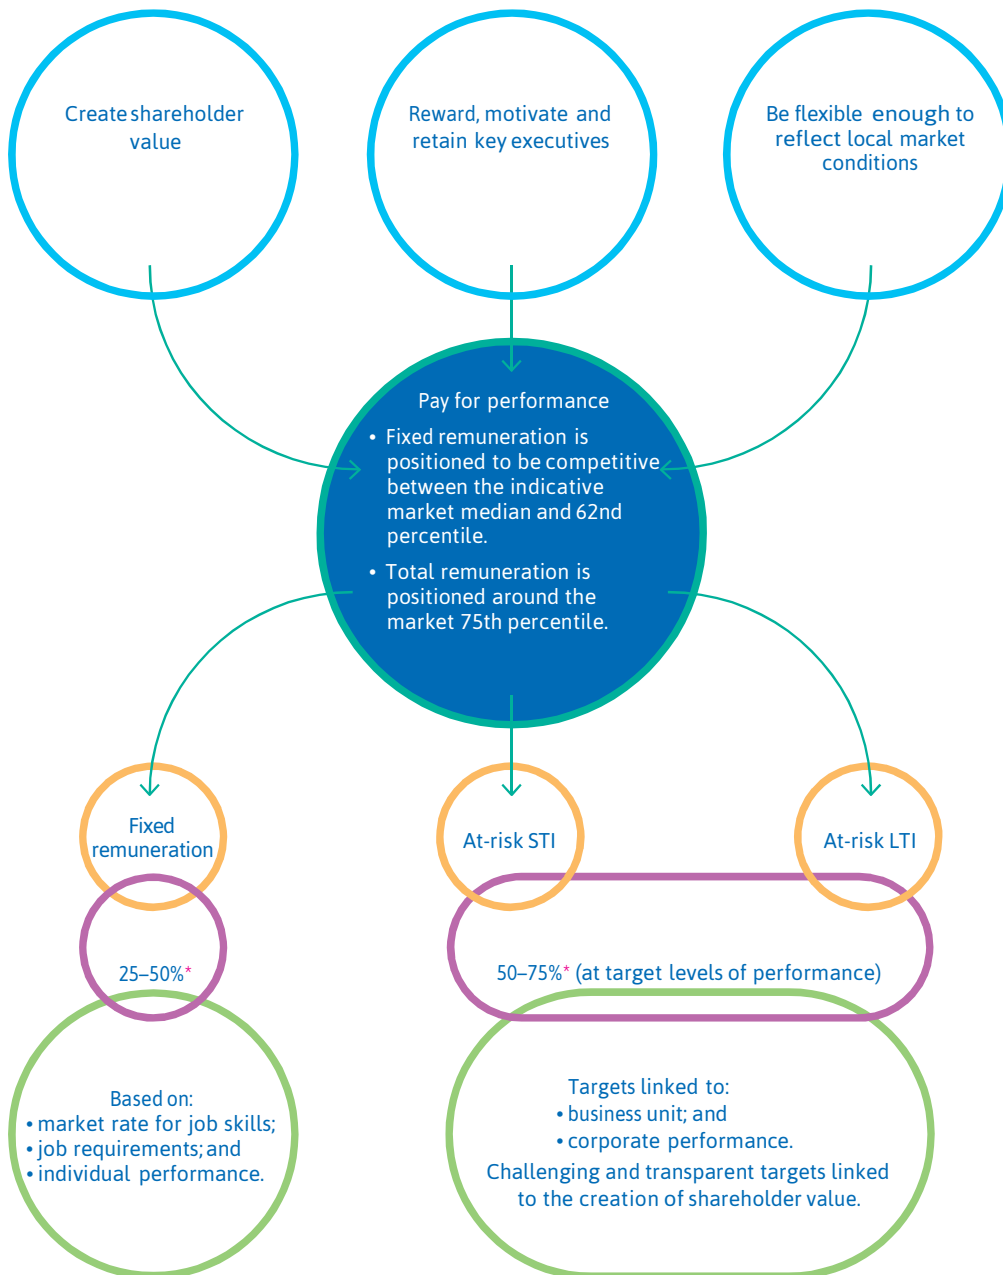 Create shareholder
value
Reward, motivate and
retain key executives
Be flexible enough to
reflect local market
conditions
Pay for performance
• Fixed remuneration is
positioned to be competitive
between the indicative
market median and 62nd
percentile.
• Total remuneration is
positioned around the
market 75th percentile.
Fixed
remuneration
At-risk STI
At-risk LTI
25–50%*
50–75%* (at target levels of performance)
Based on:
• market rate for job skills;
• job requirements; and
• individual performance.
Targets linked to:
• business unit; and
• corporate performance.
Challenging and transparent targets linked
to the creation of shareholder value.